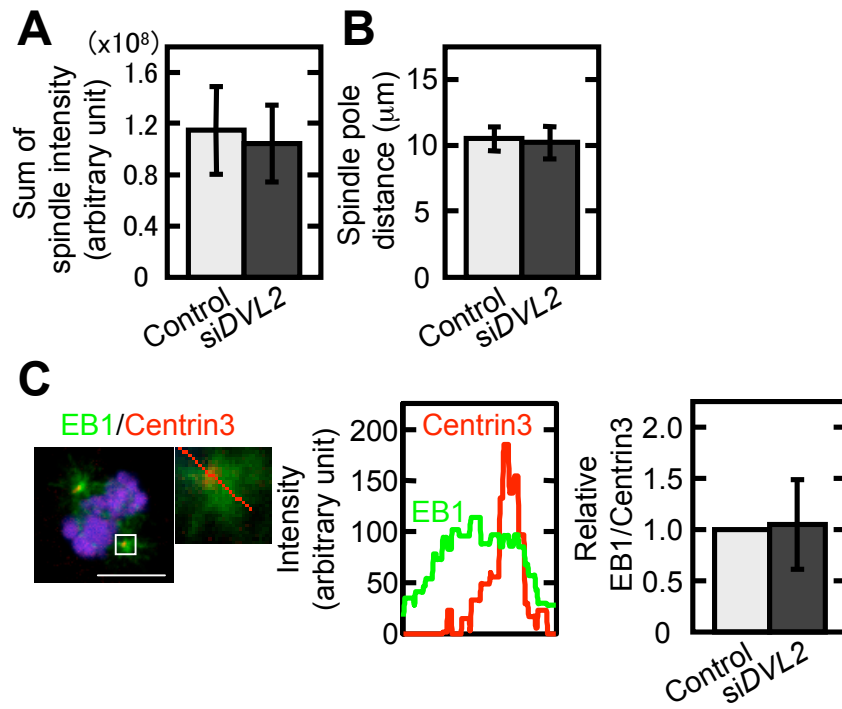 A
(x10⁸)
Sum of
spindle intensity
(arbitrary unit)
1.6
1.2
0.8
0.4
0
Control
siDVL2
B
Spindle pole
distance (μm)
15
10
5
0
Control
siDVL2
C
EB1/Centrin3
Intensity
(arbitrary unit)
200
150
100
50
0
Centrin3
EB1
Relative
EB1/Centrin3
2.0
1.5
1.0
0.5
0
Control
siDVL2